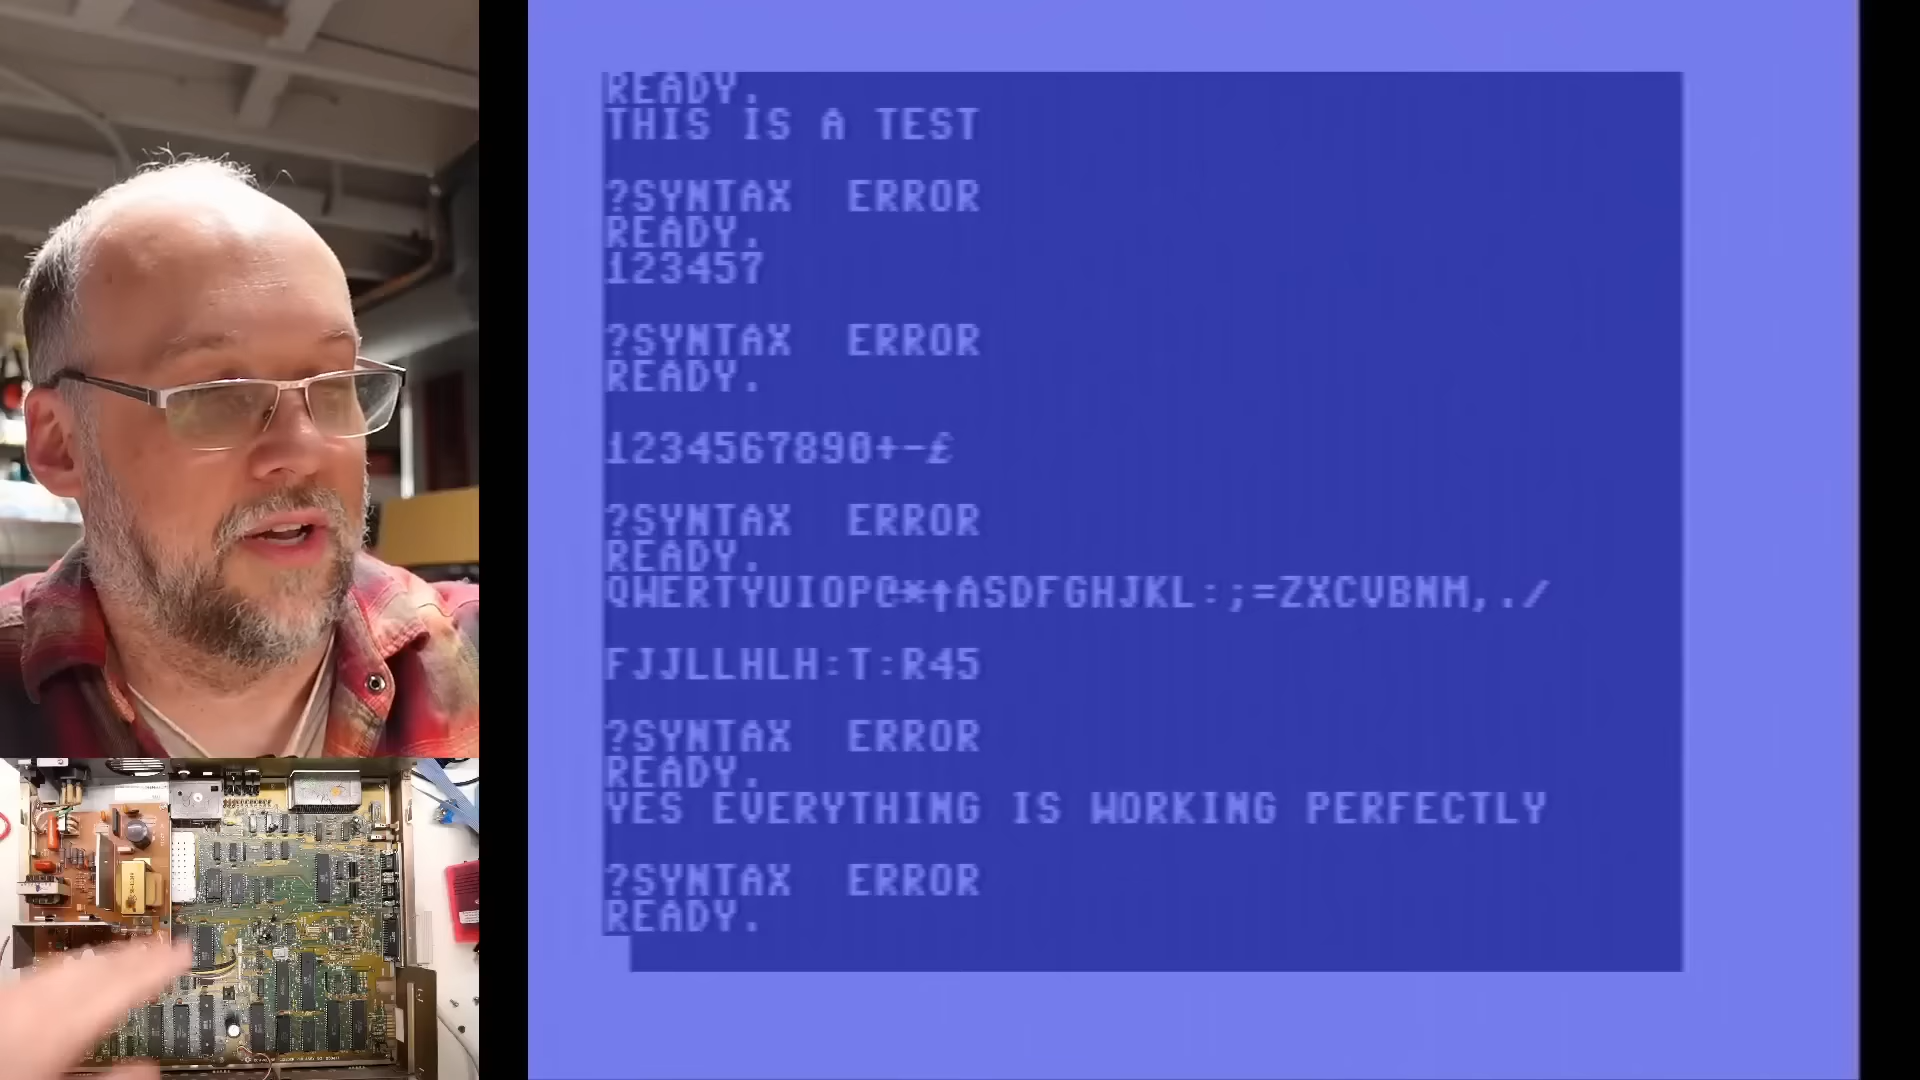 READY.
THIS IS A TEST
?SYNTAX  ERROR
READY.
123457
?SYNTAX  ERROR
READY.
1234567890+-£
?SYNTAX  ERROR
READY.
QWERTYUIOP@*↑ASDFGHJKL:;=ZXCVBNM,./
FJJLLHLH:T:R45
?SYNTAX  ERROR
READY.
YES EVERYTHING IS WORKING PERFECTLY
?SYNTAX  ERROR
READY.